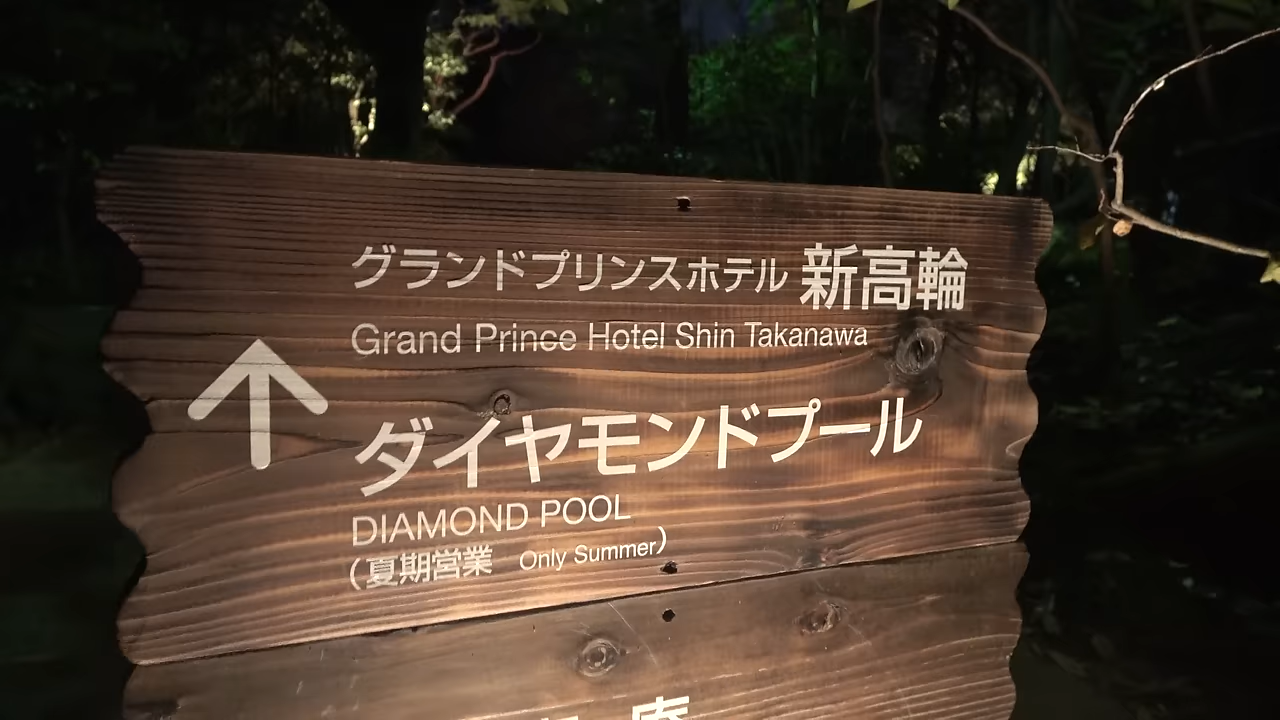 グランドプリンスホテル 新高輪
Grand Prince Hotel Shin Takanawa
ダイヤモンドプール
DIAMOND POOL
(夏期営業 Only Summer)